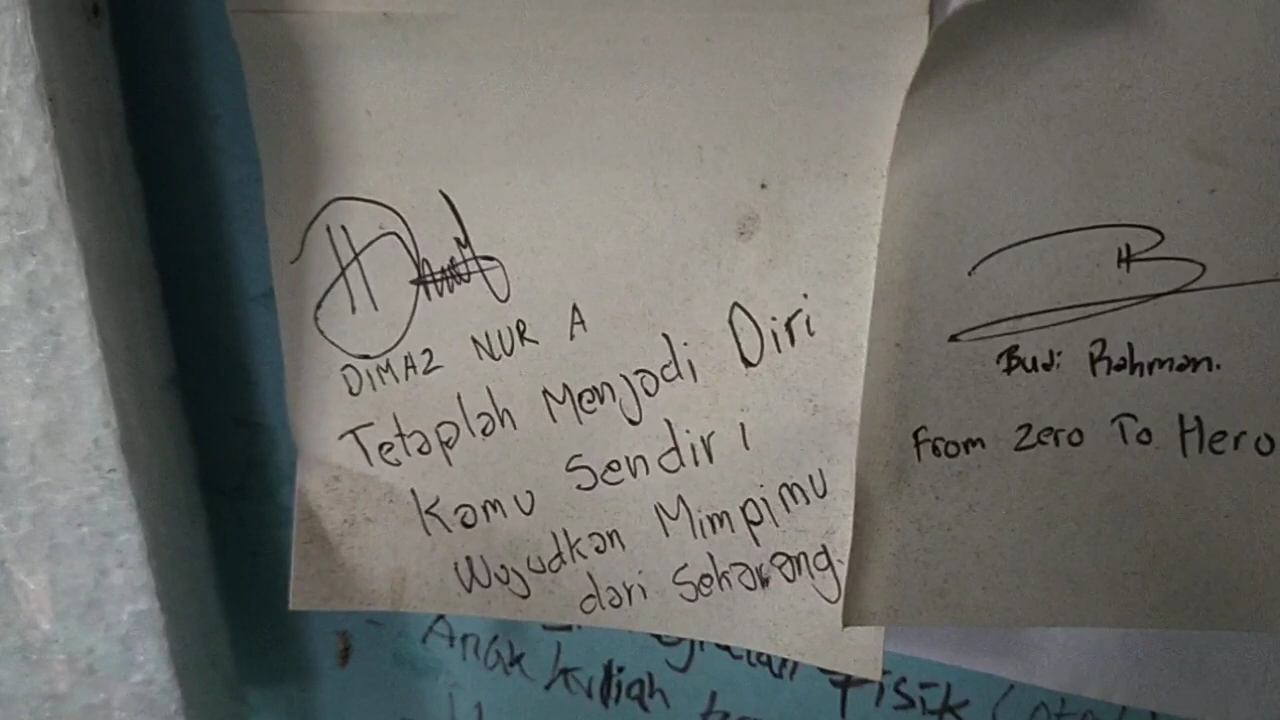 DIMAZ NUR A
Tetaplah Menjadi Diri
Kamu Sendiri
Wujudkan Mimpimu
dari Sekarang.
Budi Rahman.
From Zero To Hero
Anak kuliah
Fisik